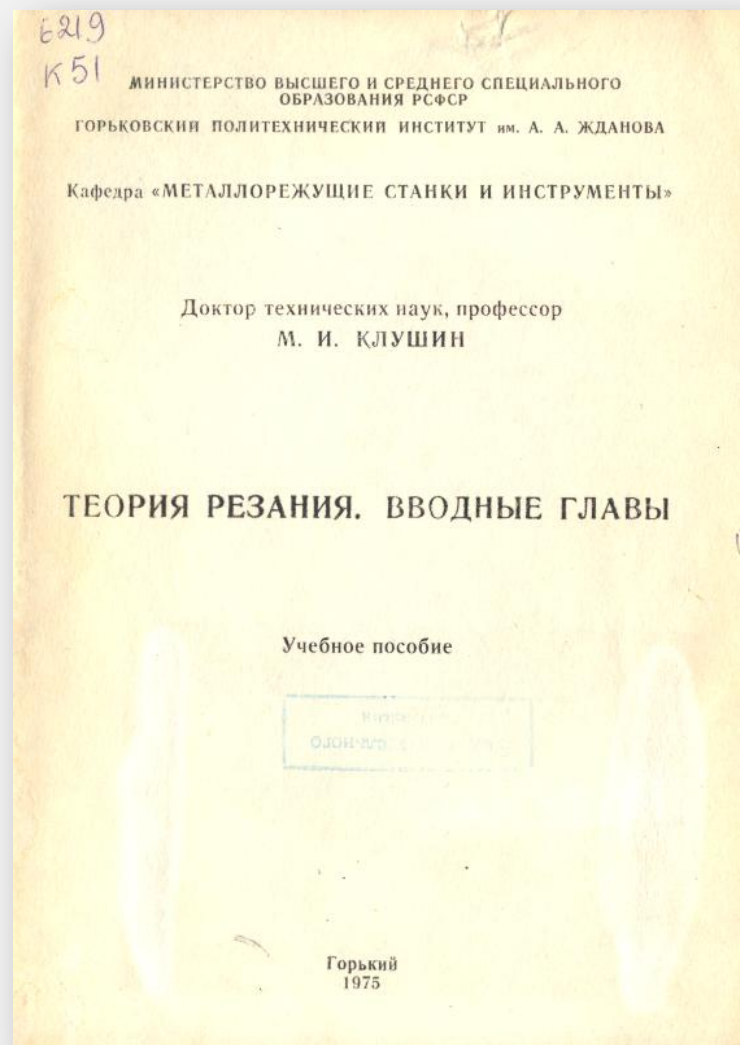 6219
К 51
МИНИСТЕРСТВО ВЫСШЕГО И СРЕДНЕГО СПЕЦИАЛЬНОГО
ОБРАЗОВАНИЯ РСФСР
ГОРЬКОВСКИЙ ПОЛИТЕХНИЧЕСКИЙ ИНСТИТУТ им. А. А. ЖДАНОВА
Кафедра «МЕТАЛЛОРЕЖУЩИЕ СТАНКИ И ИНСТРУМЕНТЫ»
Доктор технических наук, профессор
М. И. КЛУШИН
ТЕОРИЯ РЕЗАНИЯ. ВВОДНЫЕ ГЛАВЫ
Учебное пособие
Горький
1975